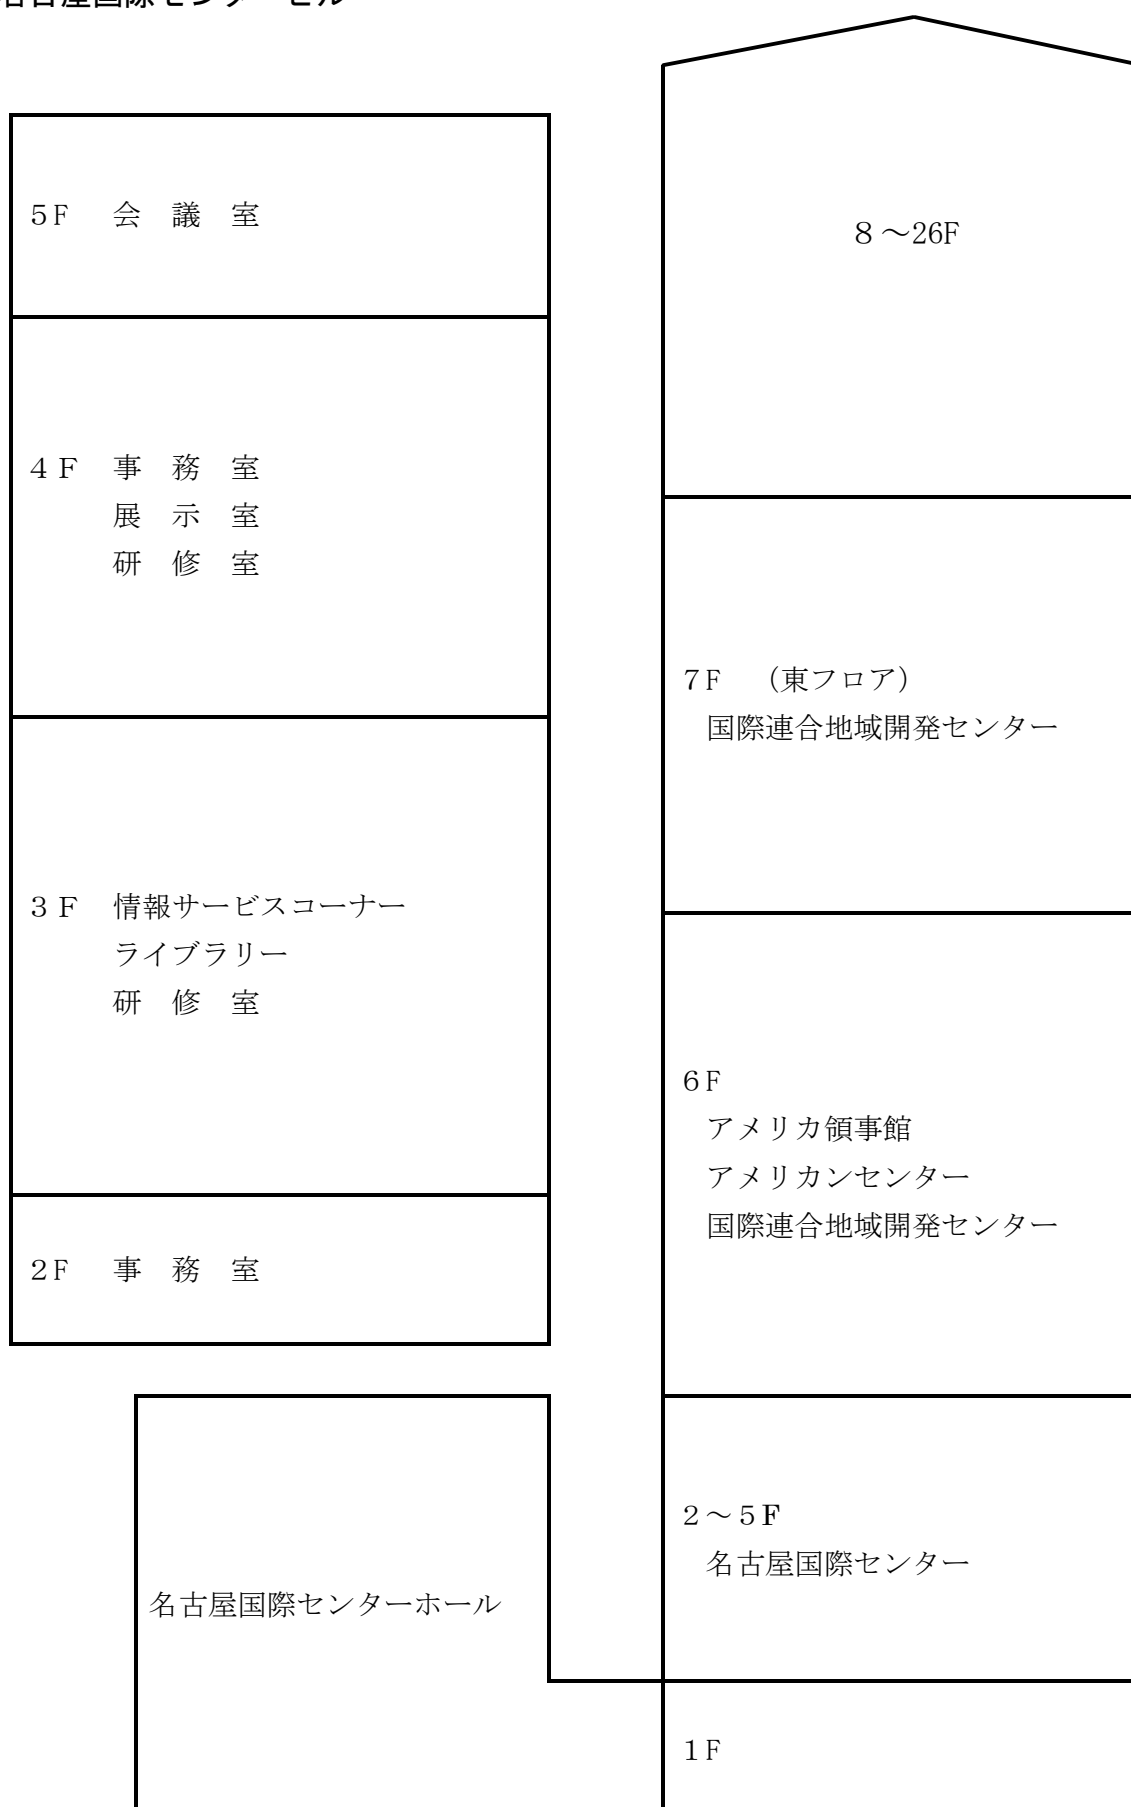 名古屋国際センタービル
5F 会 議 室
4F 事 務 室
展 示 室
研 修 室
3F 情報サービスコーナー
ライブラリー
研 修 室
2F 事 務 室
名古屋国際センターホール
8~26F
7F (東フロア)
国際連合地域開発センター
6F
アメリカ領事館
アメリカンセンター
国際連合地域開発センター
2~5F
名古屋国際センター
1F